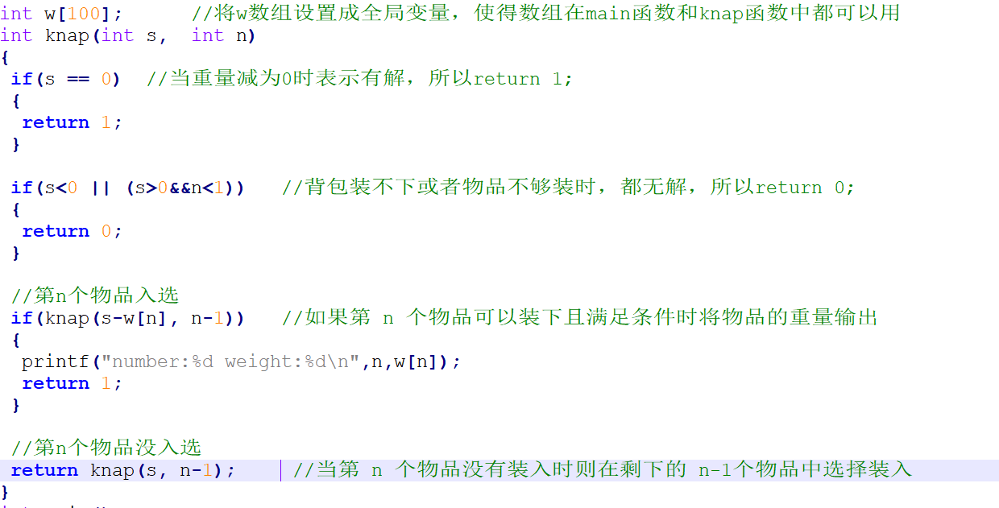 int w[100];      //将w数组设置成全局变量，使得数组在main函数和knap函数中都可以用
int knap(int s,  int n)
{
 if(s == 0)  //当重量减为0时表示有解，所以return 1;
 {
  return 1;
 }
 if(s<0 || (s>0&&n<1))   //背包装不下或者物品不够装时，都无解，所以return 0;
 {
  return 0;
 }
 //第n个物品入选
 if(knap(s-w[n], n-1))   //如果第 n 个物品可以装下且满足条件时将物品的重量输出
 {
  printf("number:%d weight:%d\n",n,w[n]);
  return 1;
 }
 //第n个物品没入选
 return knap(s, n-1);     //当第 n 个物品没有装入时则在剩下的 n-1个物品中选择装入
}